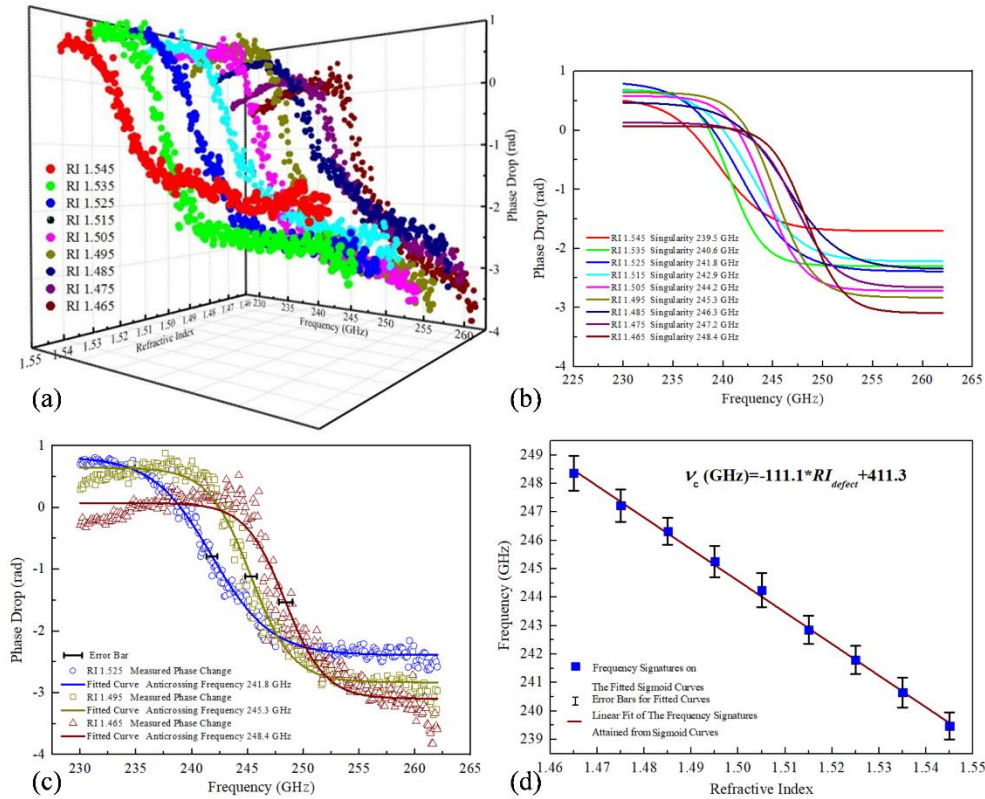 1
0
-1
-2
-3
-4
Phase Drop (rad)
RI 1.545
RI 1.535
RI 1.525
RI 1.515
RI 1.505
RI 1.495
RI 1.485
RI 1.475
RI 1.465
1.55
1.54
1.53
1.52
1.51
1.50
1.49
1.48
1.47
1.46
Refractive Index
230
235
240
245
250
255
260
Frequency (GHz)
(a)
1
0
-1
-2
-3
-4
Phase Drop (rad)
RI 1.545 Singularity 239.5 GHz
RI 1.535 Singularity 240.6 GHz
RI 1.525 Singularity 241.8 GHz
RI 1.515 Singularity 242.9 GHz
RI 1.505 Singularity 244.2 GHz
RI 1.495 Singularity 245.3 GHz
RI 1.485 Singularity 246.3 GHz
RI 1.475 Singularity 247.2 GHz
RI 1.465 Singularity 248.4 GHz
225 230 235 240 245 250 255 260 265
Frequency (GHz)
(b)
1
0
-1
-2
-3
-4
Phase Drop (rad)
Error Bar
RI 1.525 Measured Phase Change
Fitted Curve Anticrossing Frequency 241.8 GHz
RI 1.495 Measured Phase Change
Fitted Curve Anticrossing Frequency 245.3 GHz
RI 1.465 Measured Phase Change
Fitted Curve Anticrossing Frequency 248.4 GHz
230 235 240 245 250 255 260 265
Frequency (GHz)
(c)
249
248
247
246
245
244
243
242
241
240
239
Frequency (GHz)
νc (GHz)=-111.1*RIdefect+411.3
Frequency Signatures on
The Fitted Sigmoid Curves
Error Bars for Fitted Curves
Linear Fit of The Frequency Signatures
Attained from Sigmoid Curves
1.46 1.47 1.48 1.49 1.50 1.51 1.52 1.53 1.54 1.55
Refractive Index
(d)